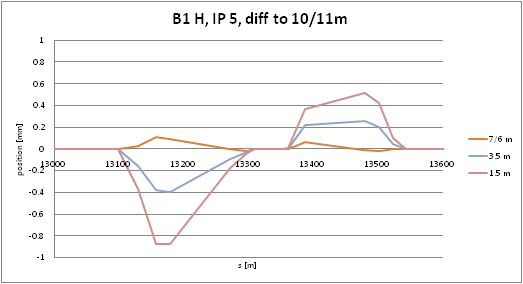 B1 H, IP 5, diff to 10/11m
1
0.8
0.6
0.4
0.2
0
-0.2
-0.4
-0.6
-0.8
-1
position [mm]
13000 13100 13200 13300 13400 13500 13600
s [m]
7/6 m
3.5 m
1.5 m